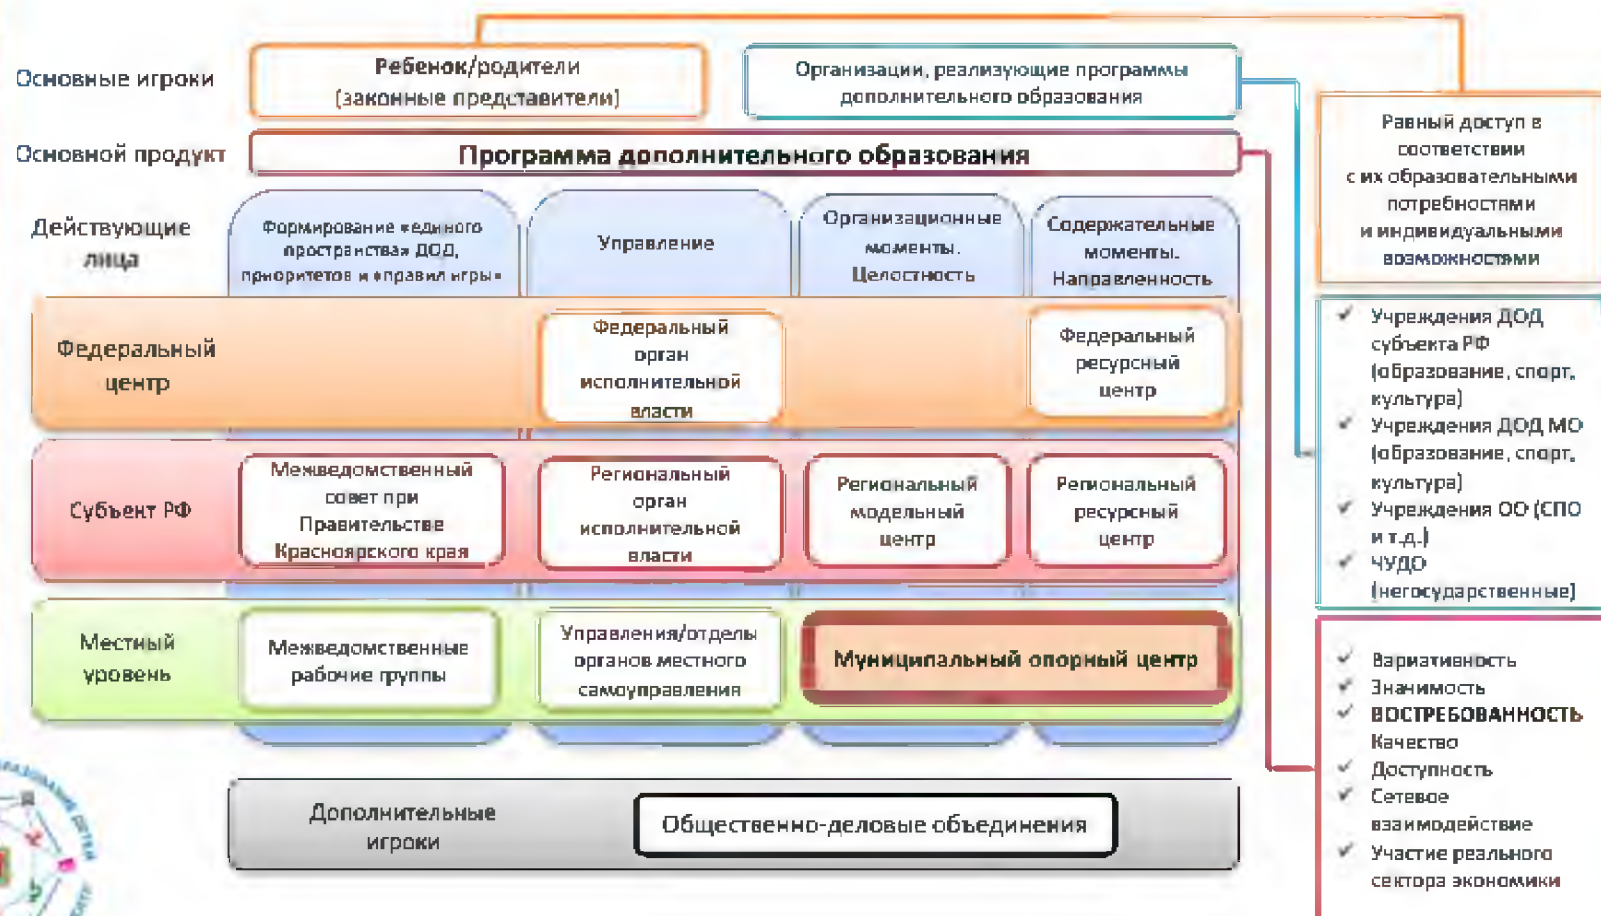 Основные игроки
Ребенок/родители
(законные представители)
Организации, реализующие программы
дополнительного образования
Основной продукт
Программа дополнительного образования
Действующие
лица
Формирование «единого
пространства» ДОД,
приоритетов и «правил игры»
Управление
Организационные
моменты.
Целостность
Содержательные
моменты.
Направленность
Федеральный
центр
Федеральный
орган
исполнительной
власти
Федеральный
ресурсный
центр
Субъект РФ
Межведомственный
совет при
Правительстве
Красноярского края
Региональный
орган
исполнительной
власти
Региональный
модельный
центр
Региональный
ресурсный
центр
Местный
уровень
Межведомственные
рабочие группы
Управления/отделы
органов местного
самоуправления
Муниципальный опорный центр
Дополнительные
игроки
Общественно-деловые объединения
Равный доступ в
соответствии
с их образовательными
потребностями
и индивидуальными
возможностями
✓ Учреждения ДОД
субъекта РФ
(образование, спорт,
культура)
✓ Учреждения ДОД МО
(образование, спорт,
культура)
✓ Учреждения ОО (СПО
и т.д.)
✓ ЧУДО
(негосударственные)
✓ Вариативность
✓ Значимость
✓ ВОСТРЕБОВАННОСТЬ
Качество
✓ Доступность
✓ Сетевое
взаимодействие
✓ Участие реального
сектора экономики